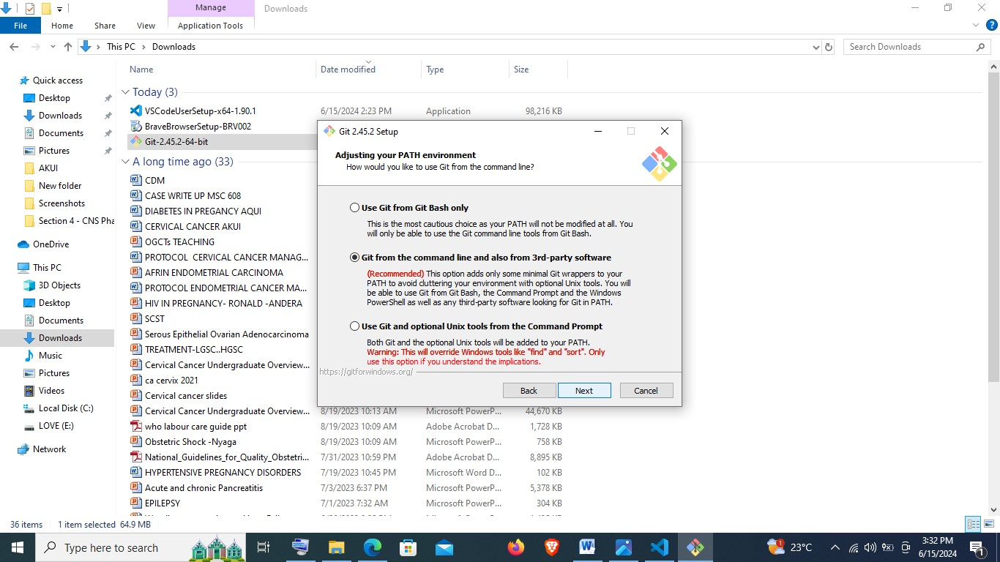 Manage
Downloads
File
Home
Share
View
Application Tools
This PC
Downloads
Search Downloads
Name
Date modified
Type
Size
Quick access
Desktop
Downloads
Documents
Pictures
AKUI
New folder
Screenshots
Section 4 - CNS Pha
OneDrive
This PC
3D Objects
Desktop
Documents
Downloads
Music
Pictures
Videos
Local Disk (C:)
LOVE (E:)
Network
Today (3)
VSCodeUserSetup-x64-1.90.1 6/15/2024 2:23 PM Application 98,216 KB
BraveBrowserSetup-BRV002
Git-2.45.2-64-bit
A long time ago (33)
CDM
CASE WRITE UP MSC 608
DIABETES IN PREGANCY AQUI
CERVICAL CANCER AKUI
OGCTs TEACHING
PROTOCOL CERVICAL CANCER MANAG...
AFRIN ENDOMETRIAL CARCINOMA
PROTOCOL ENDOMETRIAL CANCER MA...
HIV IN PREGNANCY- RONALD -ANDERA
SCST
Serous Epithelial Ovarian Adenocarcinoma
TREATMENT-LGSC..HGSC
Cervical Cancer Undergraduate Overview...
ca cervix 2021
Cervical cancer slides
Cervical Cancer Undergraduate Overview... 8/19/2023 10:13 AM Microsoft PowerP... 44,670 KB
who labour care guide ppt 8/19/2023 10:09 AM Adobe Acrobat D... 1,728 KB
Obstetric Shock -Nyaga 8/19/2023 10:09 AM Microsoft PowerP... 758 KB
National_Guidelines_for_Quality_Obstetri... 7/31/2023 10:59 PM Adobe Acrobat D... 8,895 KB
HYPERTENSIVE PREGNANCY DISORDERS 7/19/2023 10:45 PM Microsoft Word D... 102 KB
Acute and chronic Pancreatitis 7/3/2023 6:37 PM Microsoft PowerP... 5,378 KB
EPILEPSY 7/1/2023 7:32 AM Microsoft PowerP... 304 KB
Git 2.45.2 Setup
Adjusting your PATH environment
How would you like to use Git from the command line?
Use Git from Git Bash only
This is the most cautious choice as your PATH will not be modified at all. You
will only be able to use the Git command line tools from Git Bash.
Git from the command line and also from 3rd-party software
(Recommended) This option adds only some minimal Git wrappers to your
PATH to avoid cluttering your environment with optional Unix tools. You will
be able to use Git from Git Bash, the Command Prompt and the Windows
PowerShell as well as any third-party software looking for Git in PATH.
Use Git and optional Unix tools from the Command Prompt
Both Git and the optional Unix tools will be added to your PATH.
Warning: This will override Windows tools like "find" and "sort". Only
use this option if you understand the implications.
https://gitforwindows.org/
Back
Next
Cancel
36 items
1 item selected 64.9 MB
Type here to search
1
23°C
3:32 PM
6/15/2024
1